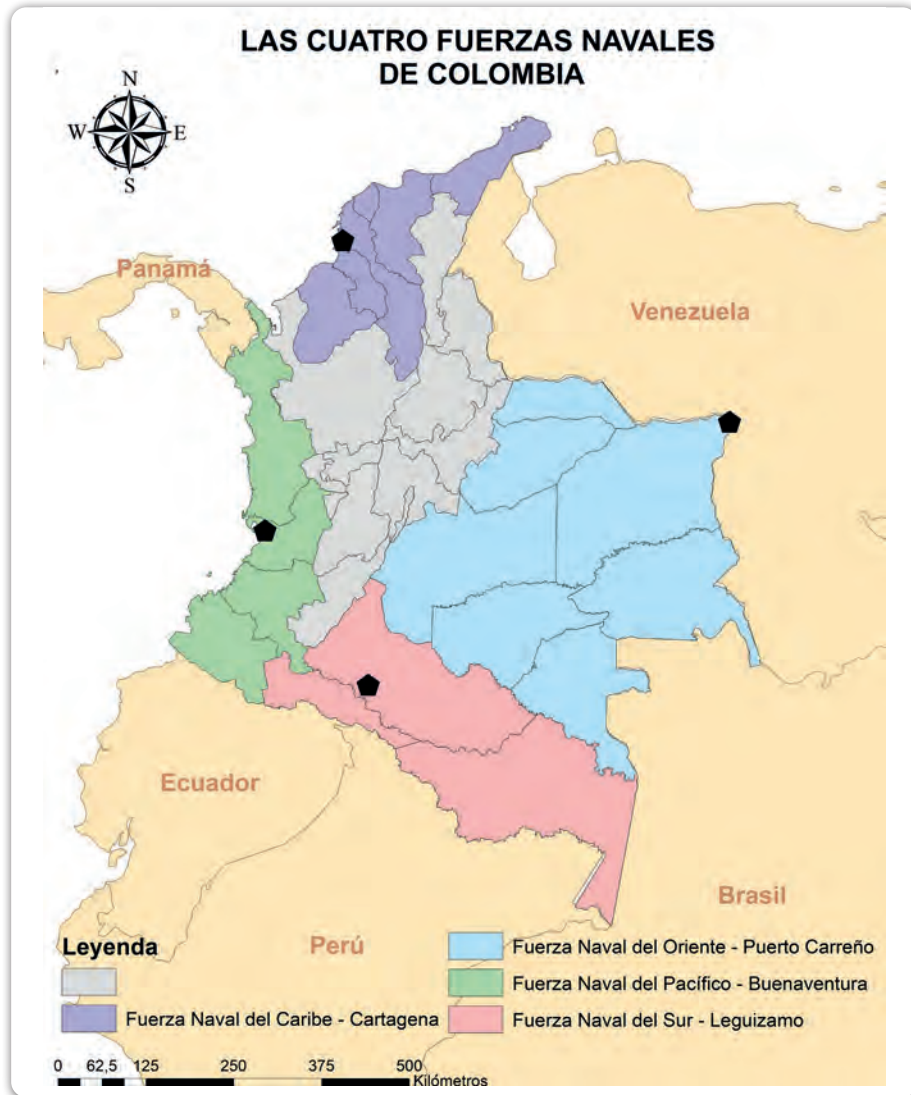 LAS CUATRO FUERZAS NAVALES
DE COLOMBIA
N
W
E
S
Panamá
Venezuela
Ecuador
Perú
Brasil
Leyenda
Fuerza Naval del Caribe - Cartagena
Fuerza Naval del Oriente - Puerto Carreño
Fuerza Naval del Pacífico - Buenaventura
Fuerza Naval del Sur - Leguizamo
0 62,5 125 250 375 500
Kilómetros